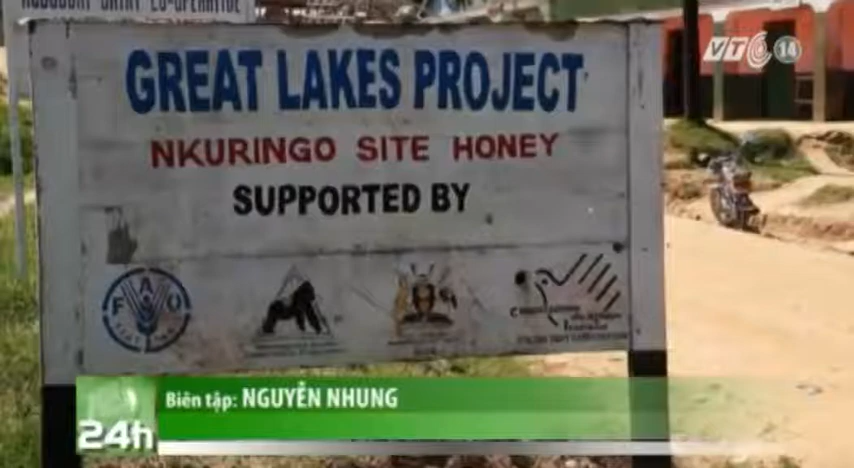 VTC 14
GREAT LAKES PROJECT
NKURINGO SITE HONEY
SUPPORTED BY
FAO
Biên tập: NGUYỄN NHUNG
24h